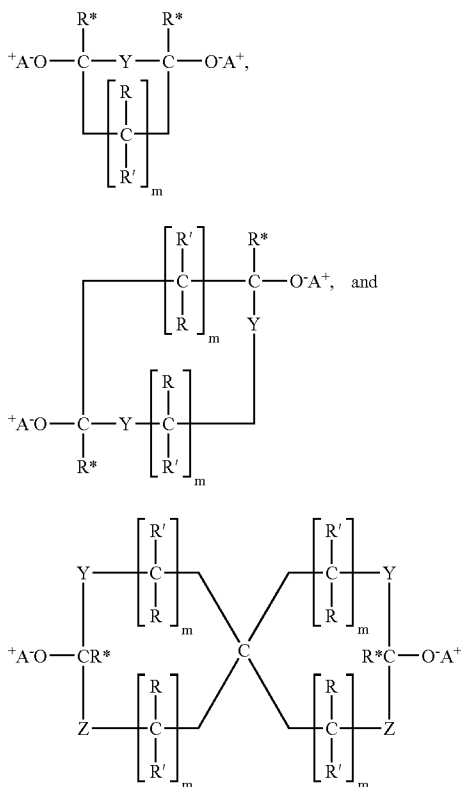 R* R*
⁺A⁻O—C—Y—C—O⁻A⁺,
R
C
R'
m
R' R*
C C—O⁻A⁺, and
R Y
m
R
⁺A⁻O—C—Y—C
R* R'
m
R' R'
Y—C C—Y
R R
m m
⁺A⁻O—CR* C R*C—O⁻A⁺
R R
Z—C C—Z
R' R'
m m